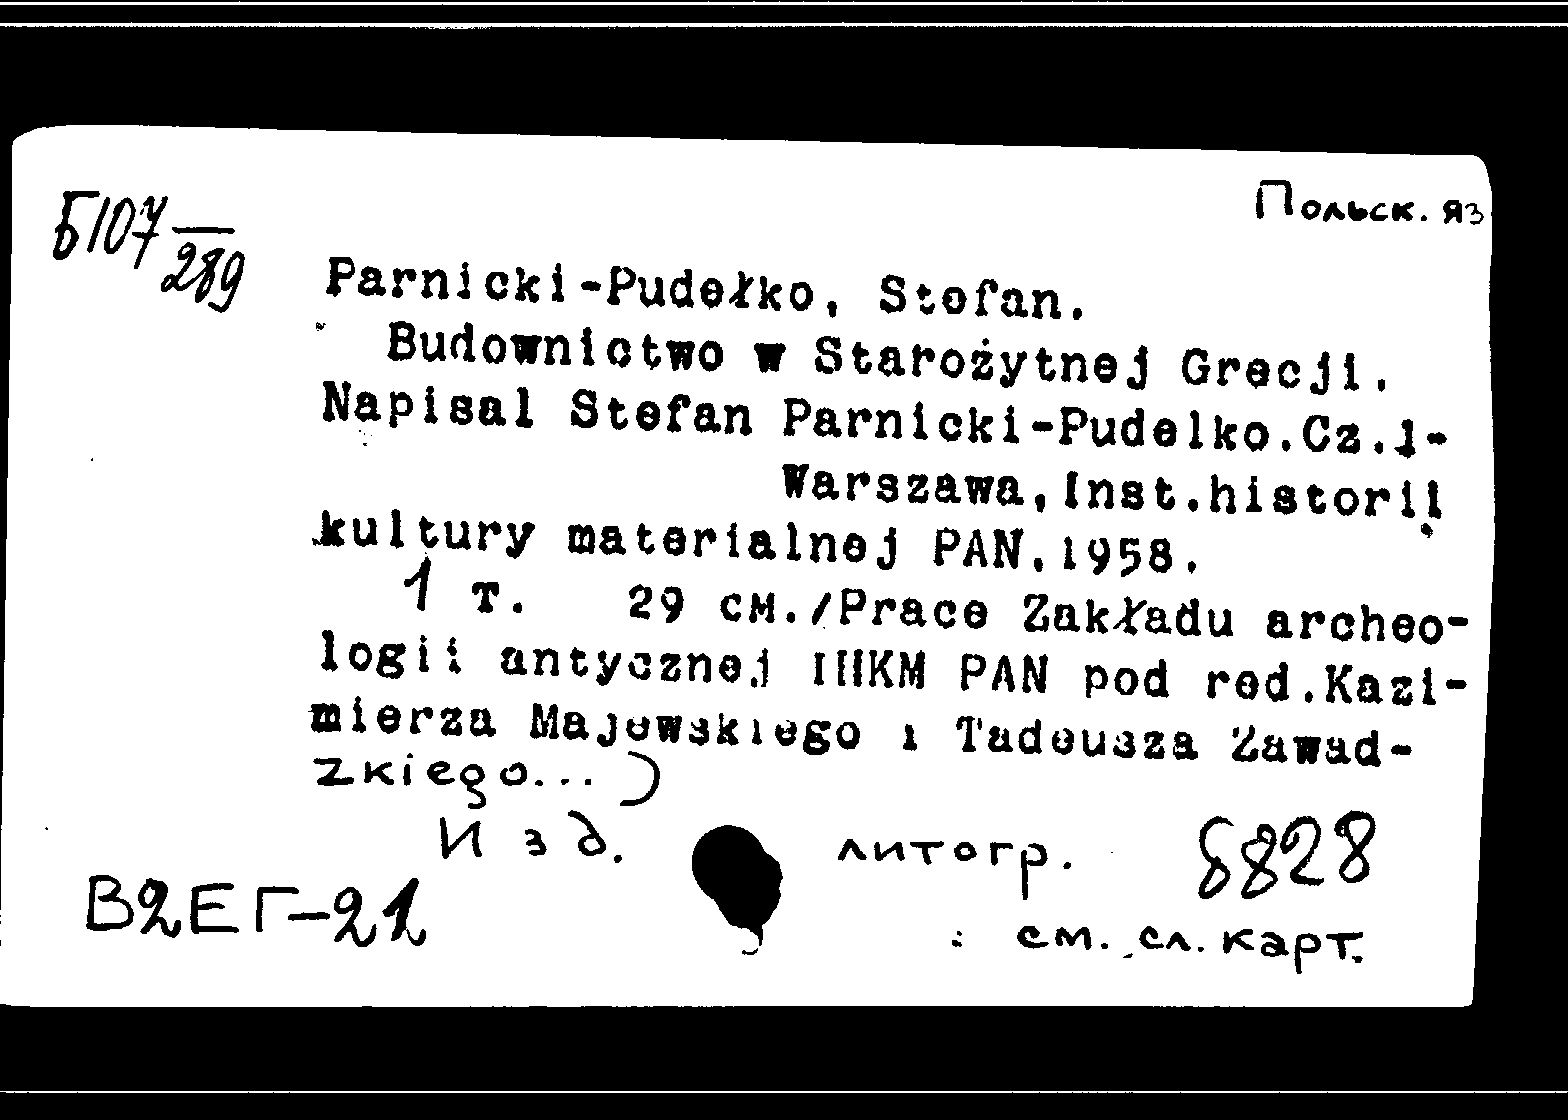 Польск. яз
Б107/289
Parnicki-Pudełko, Stefan.
Budownictwo w Starożytnej Grecji.
Napisal Stefan Parnicki-Pudelko.Cz.1-
Warszawa,Inst.historii
kultury materialnej PAN.1958.
1 т. 29 см./Prace Zakładu archeo-
logii antycznej IHKM PAN pod red.Kazi-
mierza Majewskiego i Tadeusza Zawad-
zkiego...)
Изд. литогр. 8828
В2ЕГ-21
см. сл. карт.